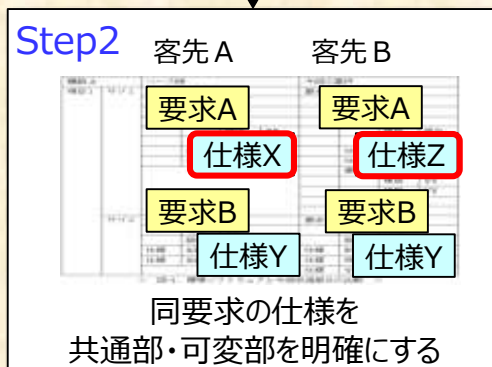 Step2
客先A 客先B
要求A 要求A
仕様X 仕様Z
要求B 要求B
仕様Y 仕様Y
同要求の仕様を
共通部・可変部を明確にする